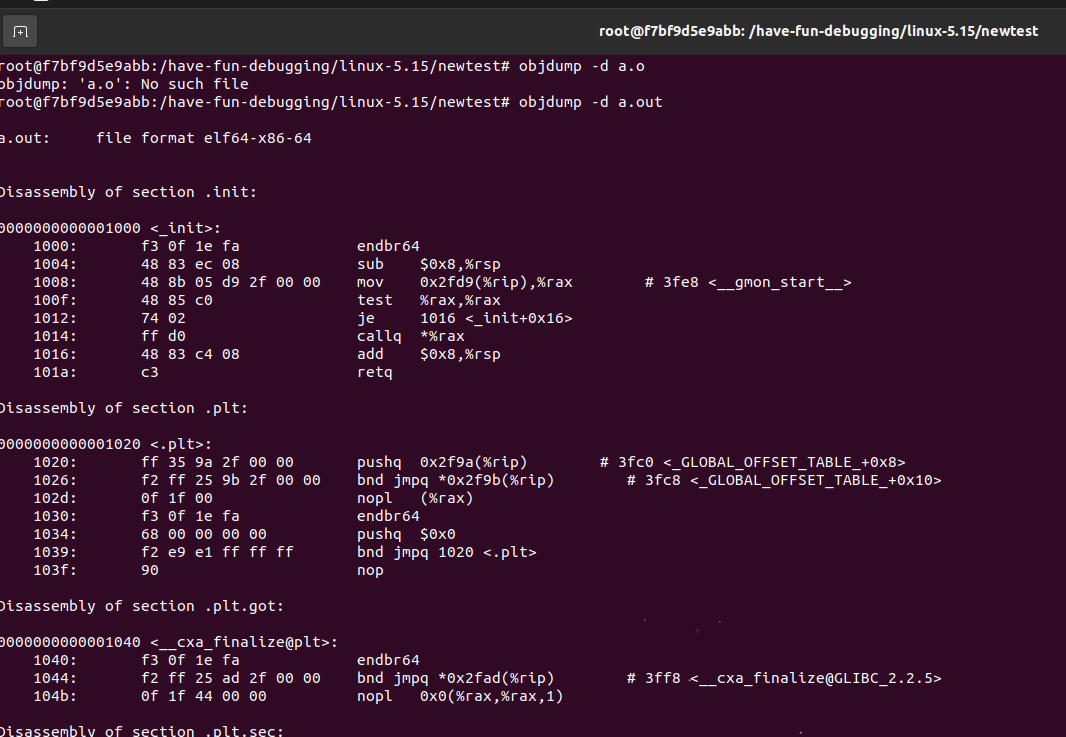 root@f7bf9d5e9abb: /have-fun-debugging/linux-5.15/newtest
root@f7bf9d5e9abb:/have-fun-debugging/linux-5.15/newtest# objdump -d a.o
objdump: 'a.o': No such file
root@f7bf9d5e9abb:/have-fun-debugging/linux-5.15/newtest# objdump -d a.out
a.out:     file format elf64-x86-64
Disassembly of section .init:
0000000000001000 <_init>:
    1000:       f3 0f 1e fa             endbr64
    1004:       48 83 ec 08             sub    $0x8,%rsp
    1008:       48 8b 05 d9 2f 00 00    mov    0x2fd9(%rip),%rax        # 3fe8 <__gmon_start__>
    100f:       48 85 c0                test   %rax,%rax
    1012:       74 02                   je     1016 <_init+0x16>
    1014:       ff d0                   callq  *%rax
    1016:       48 83 c4 08             add    $0x8,%rsp
    101a:       c3                      retq
Disassembly of section .plt:
0000000000001020 <.plt>:
    1020:       ff 35 9a 2f 00 00       pushq  0x2f9a(%rip)        # 3fc0 <_GLOBAL_OFFSET_TABLE_+0x8>
    1026:       f2 ff 25 9b 2f 00 00    bnd jmpq *0x2f9b(%rip)        # 3fc8 <_GLOBAL_OFFSET_TABLE_+0x10>
    102d:       0f 1f 00                nopl   (%rax)
    1030:       f3 0f 1e fa             endbr64
    1034:       68 00 00 00 00          pushq  $0x0
    1039:       f2 e9 e1 ff ff ff       bnd jmpq 1020 <.plt>
    103f:       90                      nop
Disassembly of section .plt.got:
0000000000001040 <__cxa_finalize@plt>:
    1040:       f3 0f 1e fa             endbr64
    1044:       f2 ff 25 ad 2f 00 00    bnd jmpq *0x2fad(%rip)        # 3ff8 <__cxa_finalize@GLIBC_2.2.5>
    104b:       0f 1f 44 00 00          nopl   0x0(%rax,%rax,1)
Disassembly of section .plt.sec: